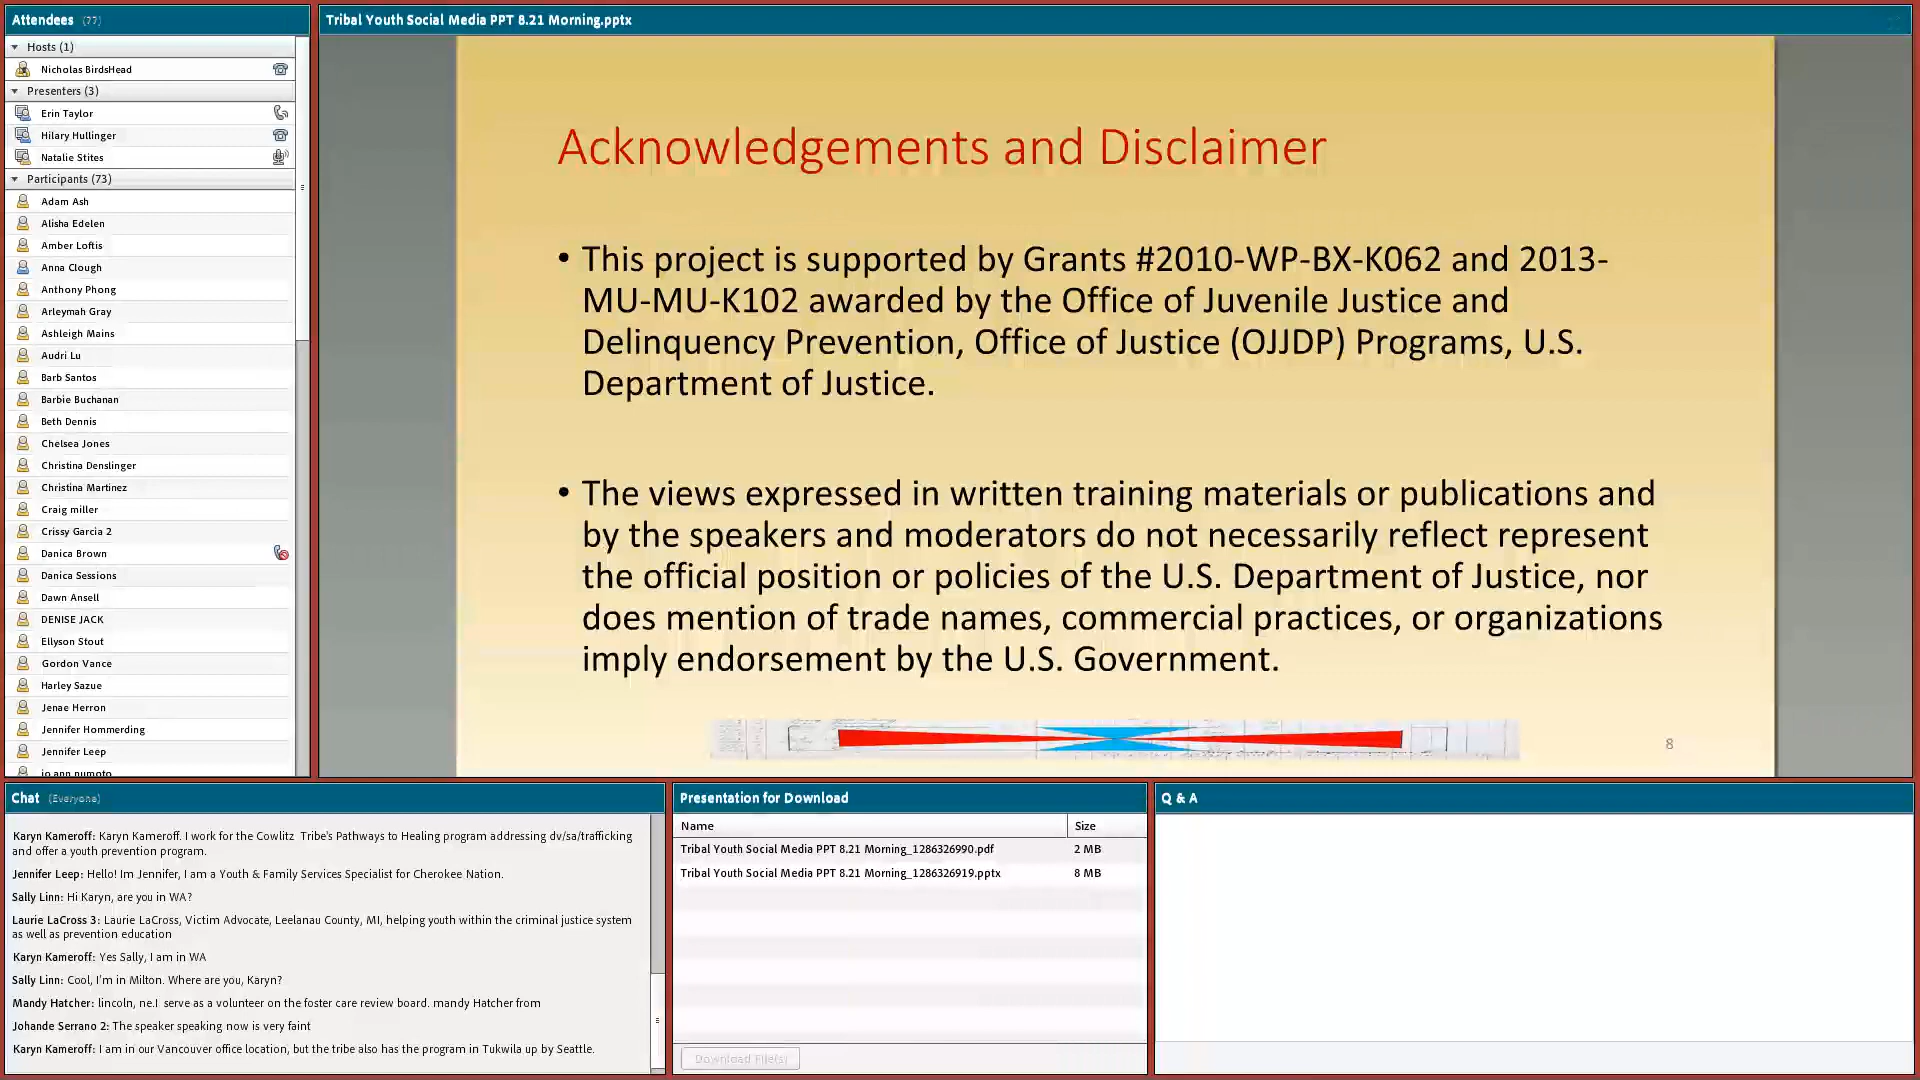 Attendees (77)
Hosts (1)
Nicholas BirdsHead
Presenters (3)
Erin Taylor
Hilary Hullinger
Natalie Stites
Participants (73)
Adam Ash
Alisha Edelen
Amber Loftis
Anna Clough
Anthony Phong
Arleymah Gray
Ashleigh Mains
Audri Lu
Barb Santos
Barbie Buchanan
Beth Dennis
Chelsea Jones
Christina Denslinger
Christina Martinez
Craig miller
Crissy Garcia 2
Danica Brown
Danica Sessions
Dawn Ansell
DENISE JACK
Ellyson Stout
Gordon Vance
Harley Sazue
Jenae Herron
Jennifer Hommerding
Jennifer Leep
jo ann numoto
Tribal Youth Social Media PPT 8.21 Morning.pptx
Acknowledgements and Disclaimer
• This project is supported by Grants #2010-WP-BX-K062 and 2013-
MU-MU-K102 awarded by the Office of Juvenile Justice and
Delinquency Prevention, Office of Justice (OJJDP) Programs, U.S.
Department of Justice.
• The views expressed in written training materials or publications and
by the speakers and moderators do not necessarily reflect represent
the official position or policies of the U.S. Department of Justice, nor
does mention of trade names, commercial practices, or organizations
imply endorsement by the U.S. Government.
8
Chat (Everyone)
Karyn Kameroff: Karyn Kameroff. I work for the Cowlitz Tribe's Pathways to Healing program addressing dv/sa/trafficking
and offer a youth prevention program.
Jennifer Leep: Hello! Im Jennifer, I am a Youth & Family Services Specialist for Cherokee Nation.
Sally Linn: Hi Karyn, are you in WA?
Laurie LaCross 3: Laurie LaCross, Victim Advocate, Leelanau County, MI, helping youth within the criminal justice system
as well as prevention education
Karyn Kameroff: Yes Sally, I am in WA
Sally Linn: Cool, I'm in Milton. Where are you, Karyn?
Mandy Hatcher: lincoln, ne.I serve as a volunteer on the foster care review board. mandy Hatcher from
Johande Serrano 2: The speaker speaking now is very faint
Karyn Kameroff: I am in our Vancouver office location, but the tribe also has the program in Tukwila up by Seattle.
Presentation for Download
Name Size
Tribal Youth Social Media PPT 8.21 Morning_1286326990.pdf 2 MB
Tribal Youth Social Media PPT 8.21 Morning_1286326919.pptx 8 MB
Download File(s)
Q & A